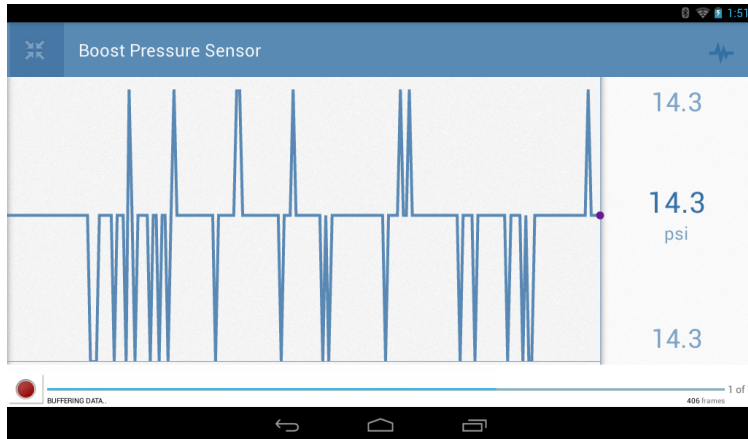 1:51
Boost Pressure Sensor
14.3
14.3
psi
14.3
1 of
BUFFERING DATA..
406 frames